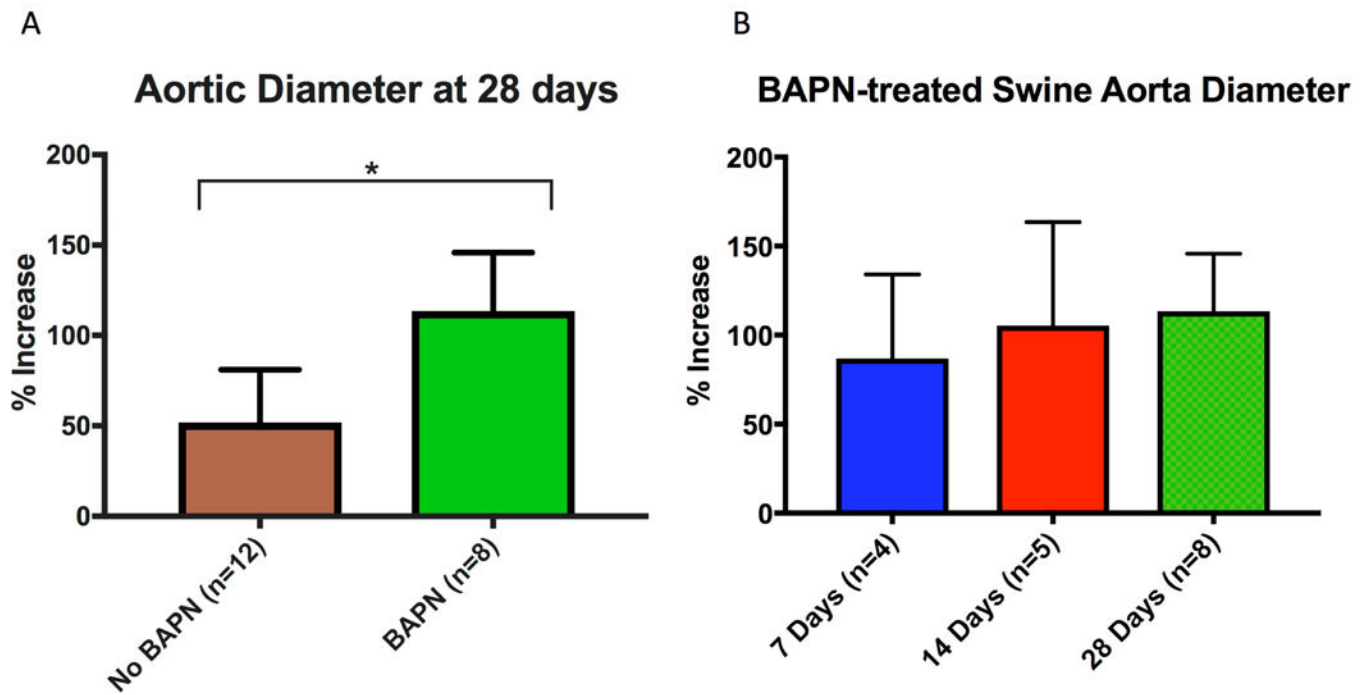 A
Aortic Diameter at 28 days
% Increase
200
150
100
50
0
*
No BAPN (n=12)
BAPN (n=8)
B
BAPN-treated Swine Aorta Diameter
% Increase
200
150
100
50
0
7 Days (n=4)
14 Days (n=5)
28 Days (n=8)